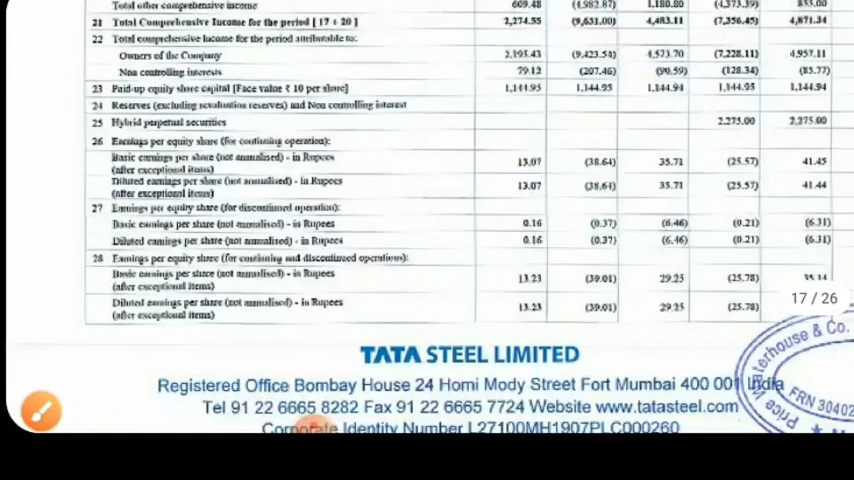 Total other comprehensive income 609.48 (4,982.87) 1,180.80 (4,373.39) 855.00
21 Total Comprehensive Income for the period [ 17 + 20 ] 2,274.55 (9,631.00) 4,483.11 (7,356.45) 4,871.34
22 Total comprehensive Income for the period attributable to:
Owners of the Company 2,195.43 (9,423.54) 4,573.70 (7,228.11) 4,957.11
Non controlling interests 79.12 (207.46) (90.59) (128.34) (85.77)
23 Paid-up equity share capital [Face value ₹ 10 per share] 1,144.95 1,144.95 1,144.94 1,144.95 1,144.94
24 Reserves (excluding revaluation reserves) and Non controlling interest
25 Hybrid perpetual securities 2,275.00 2,275.00
26 Earnings per equity share (for continuing operation):
Basic earnings per share (not annualised) - in Rupees
(after exceptional items) 13.07 (38.64) 35.71 (25.57) 41.45
Diluted earnings per share (not annualised) - in Rupees
(after exceptional items) 13.07 (38.64) 35.71 (25.57) 41.44
27 Earnings per equity share (for discontinued operation):
Basic earnings per share (not annualised) - in Rupees 0.16 (0.37) (6.46) (0.21) (6.31)
Diluted earnings per share (not annualised) - in Rupees 0.16 (0.37) (6.46) (0.21) (6.31)
28 Earnings per equity share (for continuing and discontinued operations):
Basic earnings per share (not annualised) - in Rupees
(after exceptional items) 13.23 (39.01) 29.25 (25.78) 35.14
Diluted earnings per share (not annualised) - in Rupees
(after exceptional items) 13.23 (39.01) 29.25 (25.78)
17 / 26
TATA STEEL LIMITED
Registered Office Bombay House 24 Homi Mody Street Fort Mumbai 400 001 India
Tel 91 22 6665 8282 Fax 91 22 6665 7724 Website www.tatasteel.com
Corporate Identity Number L27100MH1907PLC000260
Price Waterhouse & Co.
FRN 30402